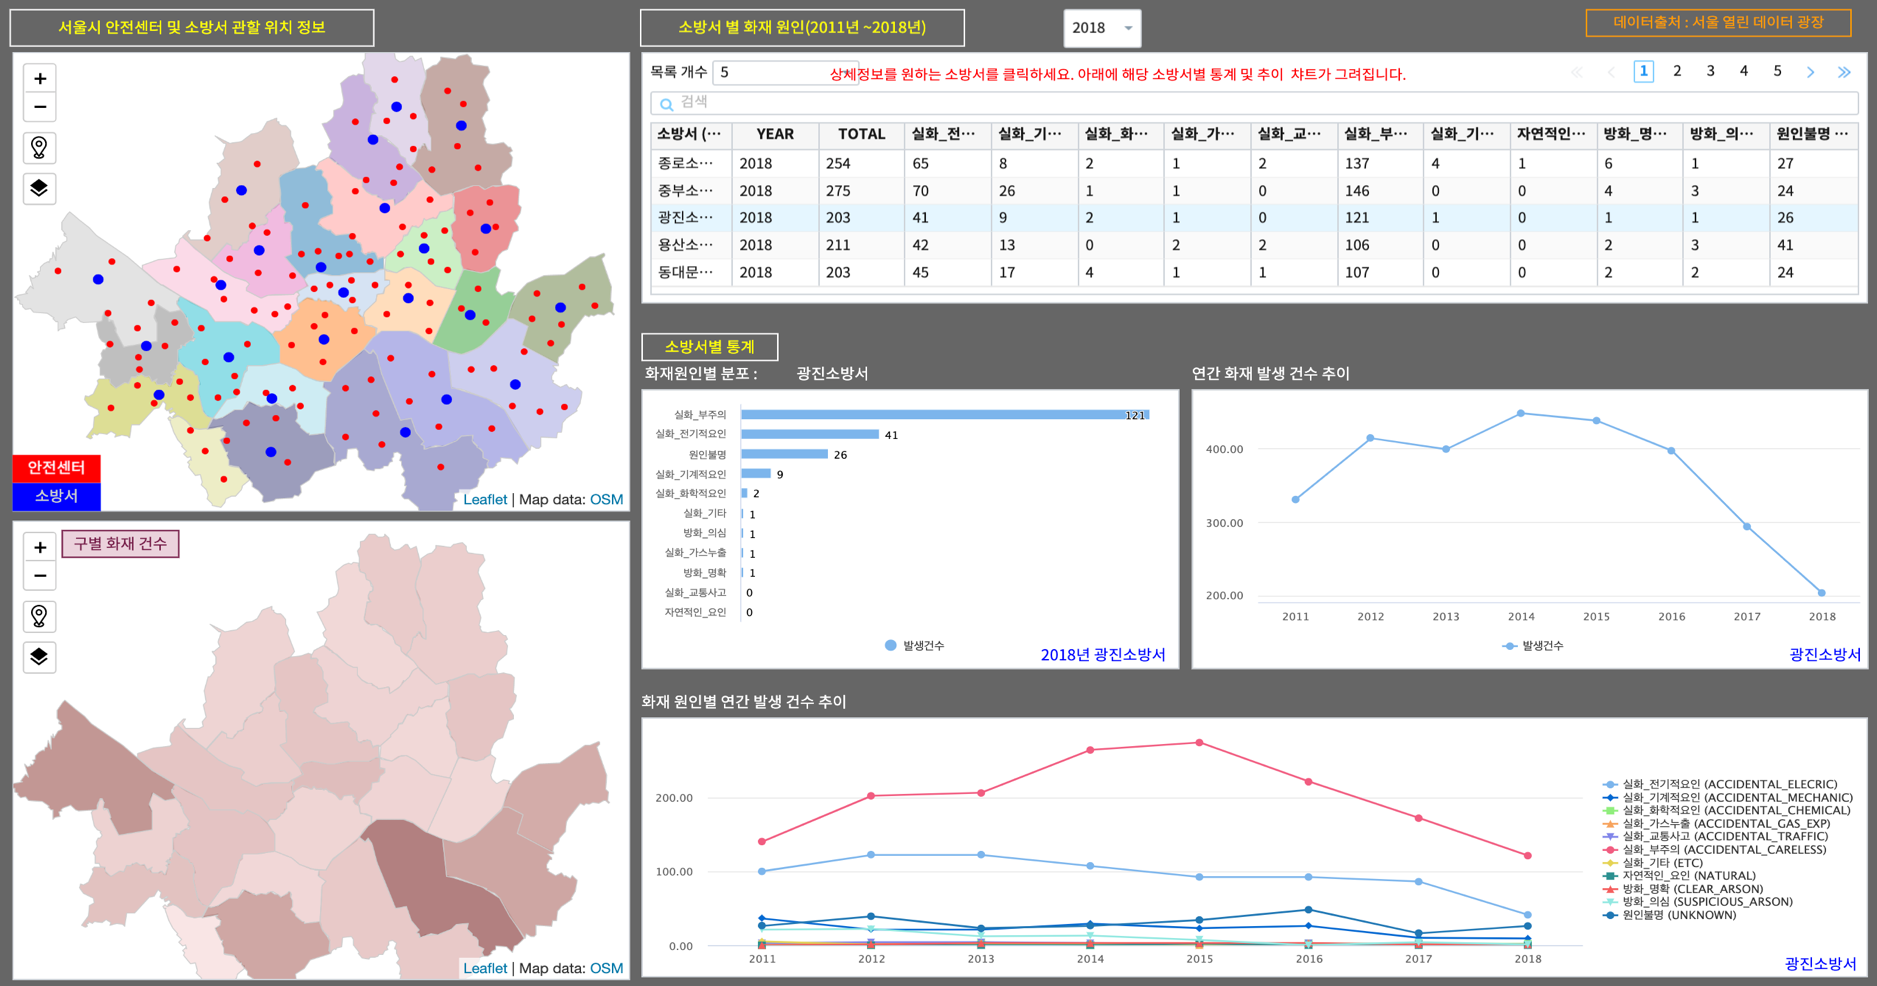 서울시 안전센터 및 소방서 관할 위치 정보
소방서 별 화재 원인(2011년 ~2018년)
2018
데이터출처 : 서울 열린 데이터 광장
+
−
안전센터
소방서
Leaflet | Map data: OSM
+
−
구별 화재 건수
Leaflet | Map data: OSM
목록 개수 5
상세정보를 원하는 소방서를 클릭하세요. 아래에 해당 소방서별 통계 및 추이 차트가 그려집니다.
1 2 3 4 5
검색
소방서 (⋯ YEAR TOTAL 실화_전⋯ 실화_기⋯ 실화_화⋯ 실화_가⋯ 실화_교⋯ 실화_부⋯ 실화_기⋯ 자연적인⋯ 방화_명⋯ 방화_의⋯ 원인불명 ⋯
종로소⋯ 2018 254 65 8 2 1 2 137 4 1 6 1 27
중부소⋯ 2018 275 70 26 1 1 0 146 0 0 4 3 24
광진소⋯ 2018 203 41 9 2 1 0 121 1 0 1 1 26
용산소⋯ 2018 211 42 13 0 2 2 106 0 0 2 3 41
동대문⋯ 2018 203 45 17 4 1 1 107 0 0 2 2 24
소방서별 통계
화재원인별 분포 : 광진소방서
실화_부주의 121
실화_전기적요인 41
원인불명 26
실화_기계적요인 9
실화_화학적요인 2
실화_기타 1
방화_의심 1
실화_가스누출 1
방화_명확 1
실화_교통사고 0
자연적인_요인 0
발생건수
2018년 광진소방서
연간 화재 발생 건수 추이
400.00
300.00
200.00
2011 2012 2013 2014 2015 2016 2017 2018
발생건수
광진소방서
화재 원인별 연간 발생 건수 추이
200.00
100.00
0.00
2011 2012 2013 2014 2015 2016 2017 2018
실화_전기적요인 (ACCIDENTAL_ELECRIC)
실화_기계적요인 (ACCIDENTAL_MECHANIC)
실화_화학적요인 (ACCIDENTAL_CHEMICAL)
실화_가스누출 (ACCIDENTAL_GAS_EXP)
실화_교통사고 (ACCIDENTAL_TRAFFIC)
실화_부주의 (ACCIDENTAL_CARELESS)
실화_기타 (ETC)
자연적인_요인 (NATURAL)
방화_명확 (CLEAR_ARSON)
방화_의심 (SUSPICIOUS_ARSON)
원인불명 (UNKNOWN)
광진소방서